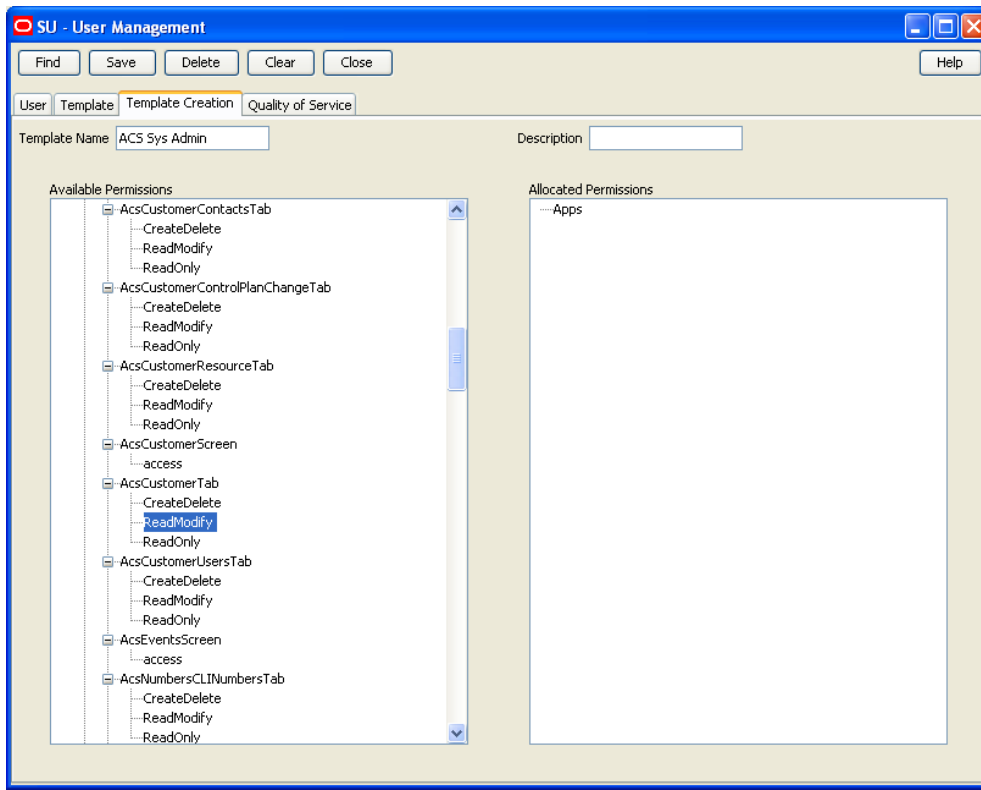 SU - User Management
Find Save Delete Clear Close Help
User Template Template Creation Quality of Service
Template Name ACS Sys Admin Description
Available Permissions
AcsCustomerContactsTab
CreateDelete
ReadModify
ReadOnly
AcsCustomerControlPlanChangeTab
CreateDelete
ReadModify
ReadOnly
AcsCustomerResourceTab
CreateDelete
ReadModify
ReadOnly
AcsCustomerScreen
access
AcsCustomerTab
CreateDelete
ReadModify
ReadOnly
AcsCustomerUsersTab
CreateDelete
ReadModify
ReadOnly
AcsEventsScreen
access
AcsNumbersCLINumbersTab
CreateDelete
ReadModify
ReadOnly
Allocated Permissions
Apps